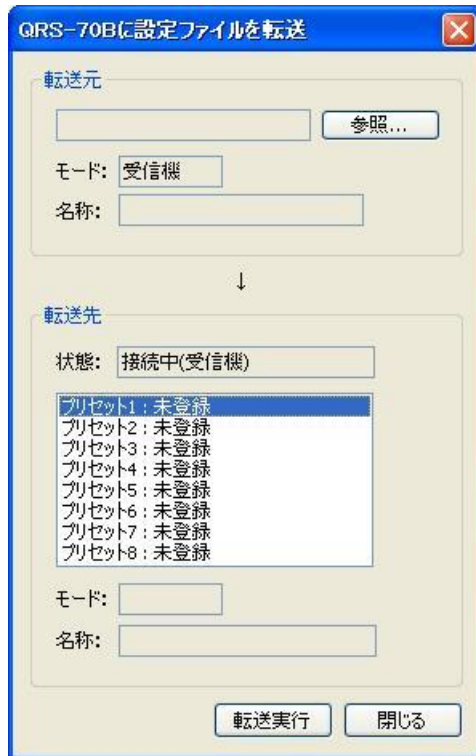 QRS-70Bに設定ファイルを転送
転送元
参照...
モード: 受信機
名称:
↓
転送先
状態: 接続中(受信機)
プリセット1 : 未登録
プリセット2 : 未登録
プリセット3 : 未登録
プリセット4 : 未登録
プリセット5 : 未登録
プリセット6 : 未登録
プリセット7 : 未登録
プリセット8 : 未登録
モード:
名称:
転送実行 閉じる